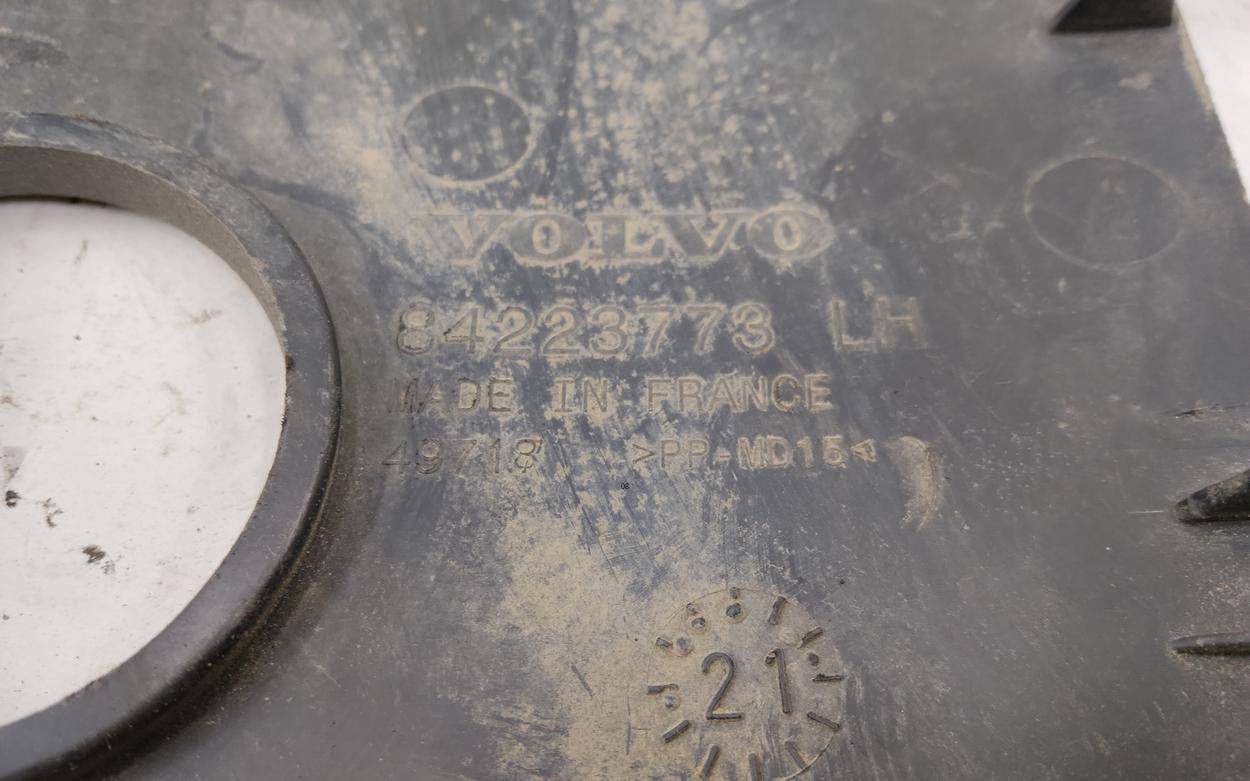 VOLVO
84223773 LH
MADE IN FRANCE
49718 >PP-MD15<
21